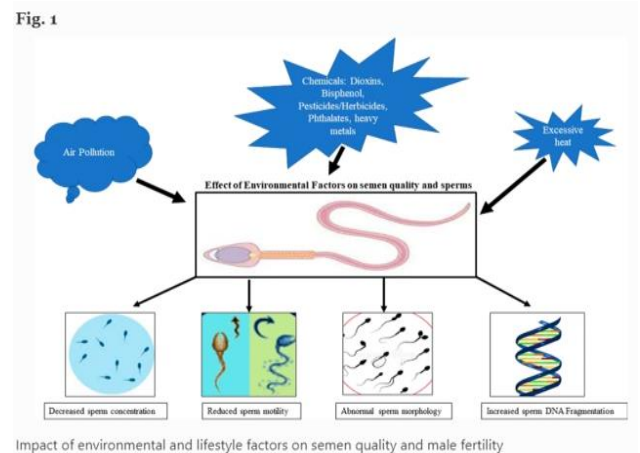 Fig. 1
Chemicals: Dioxins,
Bisphenol,
Pesticides/Herbicides,
Phthalates, heavy
metals
Air Pollution
Excessive
heat
Effect of Environmental Factors on semen quality and sperms
Decreased sperm concentration
Reduced sperm motility
Abnormal sperm morphology
Increased sperm DNA Fragmentation
Impact of environmental and lifestyle factors on semen quality and male fertility